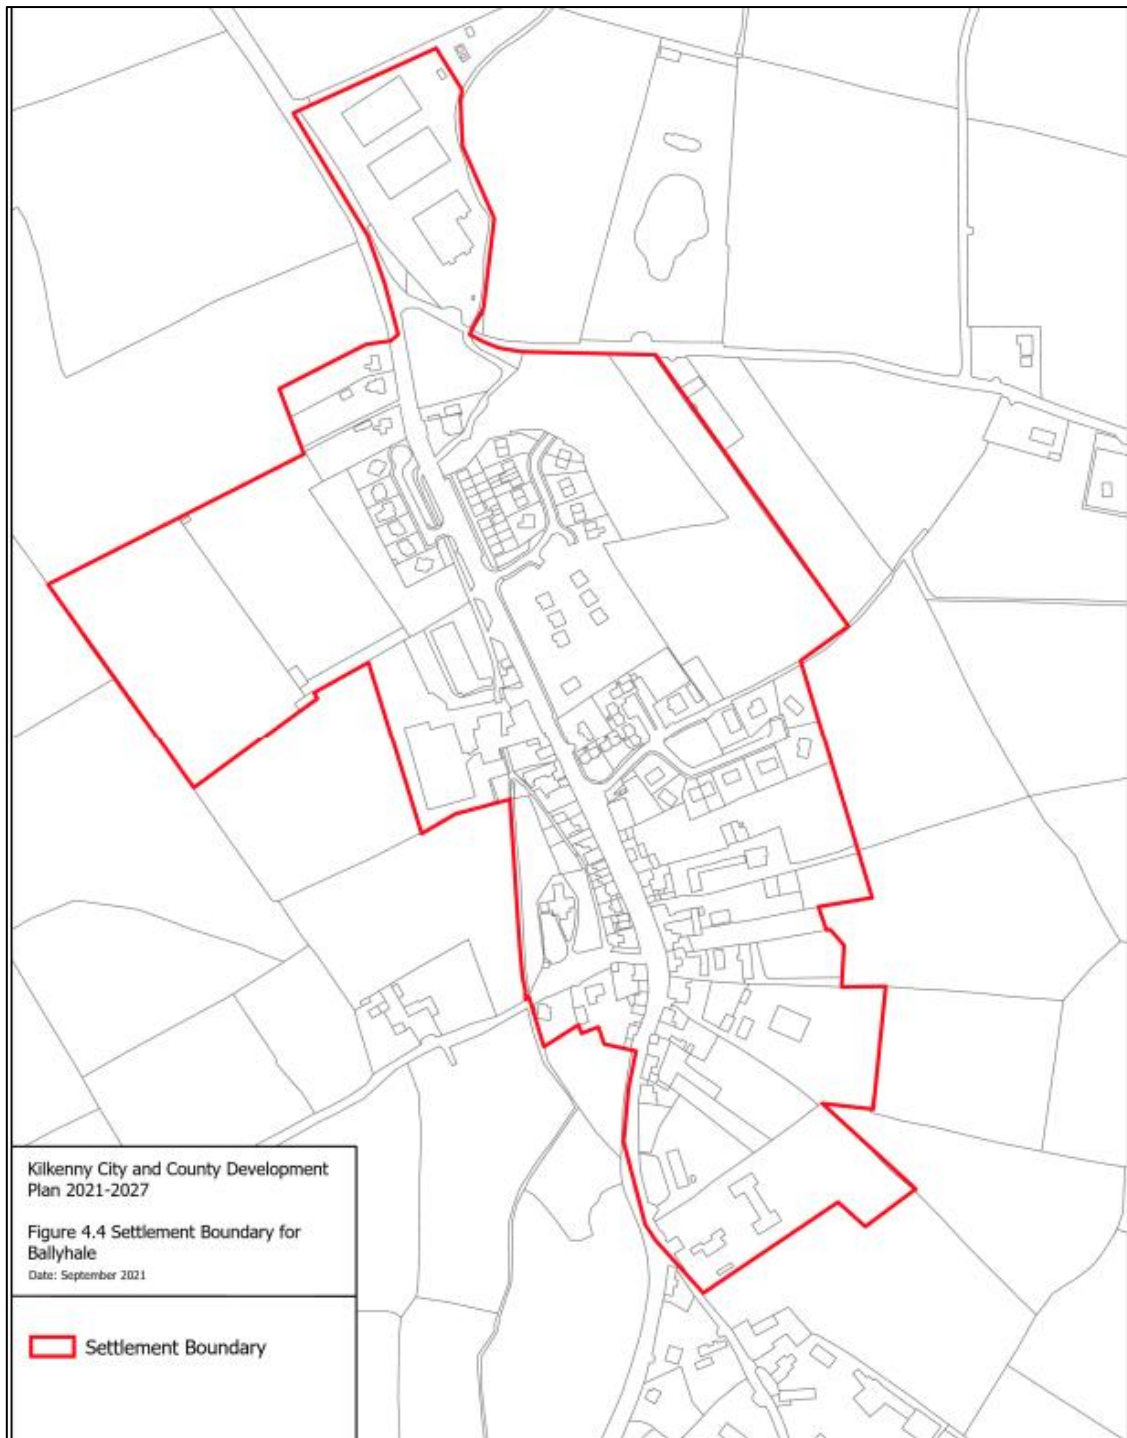 Kilkenny City and County Development
Plan 2021-2027
Figure 4.4 Settlement Boundary for
Ballyhale
Date: September 2021
Settlement Boundary